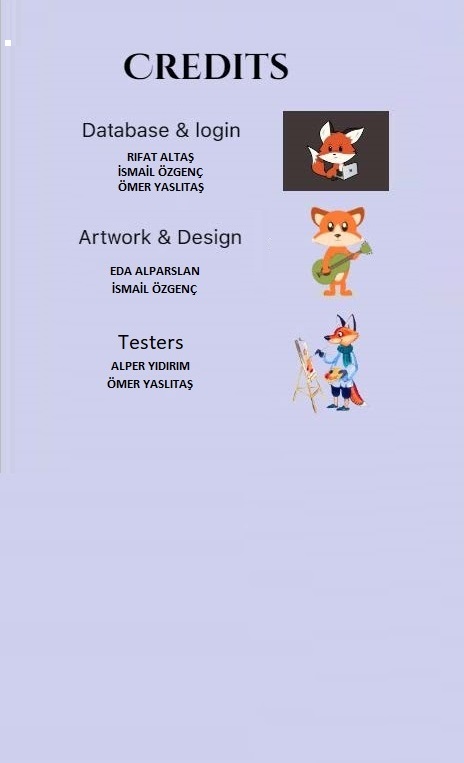 CREDITS
Database & login
RIFAT ALTAŞ
İSMAİL ÖZGENÇ
ÖMER YASLITAŞ
Artwork & Design
EDA ALPARSLAN
İSMAİL ÖZGENÇ
Testers
ALPER YIDIRIM
ÖMER YASLITAŞ